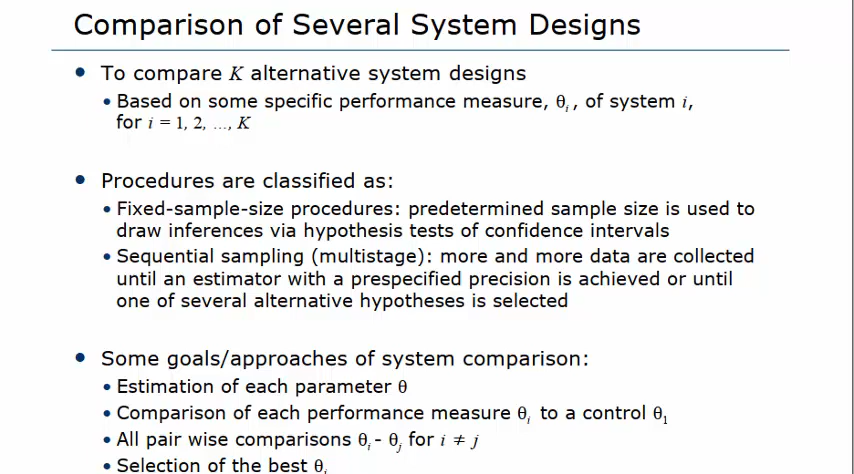 Comparison of Several System Designs
• To compare K alternative system designs
• Based on some specific performance measure, θi , of system i,
for i = 1, 2, …, K
• Procedures are classified as:
• Fixed-sample-size procedures: predetermined sample size is used to
draw inferences via hypothesis tests of confidence intervals
• Sequential sampling (multistage): more and more data are collected
until an estimator with a prespecified precision is achieved or until
one of several alternative hypotheses is selected
• Some goals/approaches of system comparison:
• Estimation of each parameter θ
• Comparison of each performance measure θi to a control θ1
• All pair wise comparisons θi - θj for i ≠ j
• Selection of the best θi